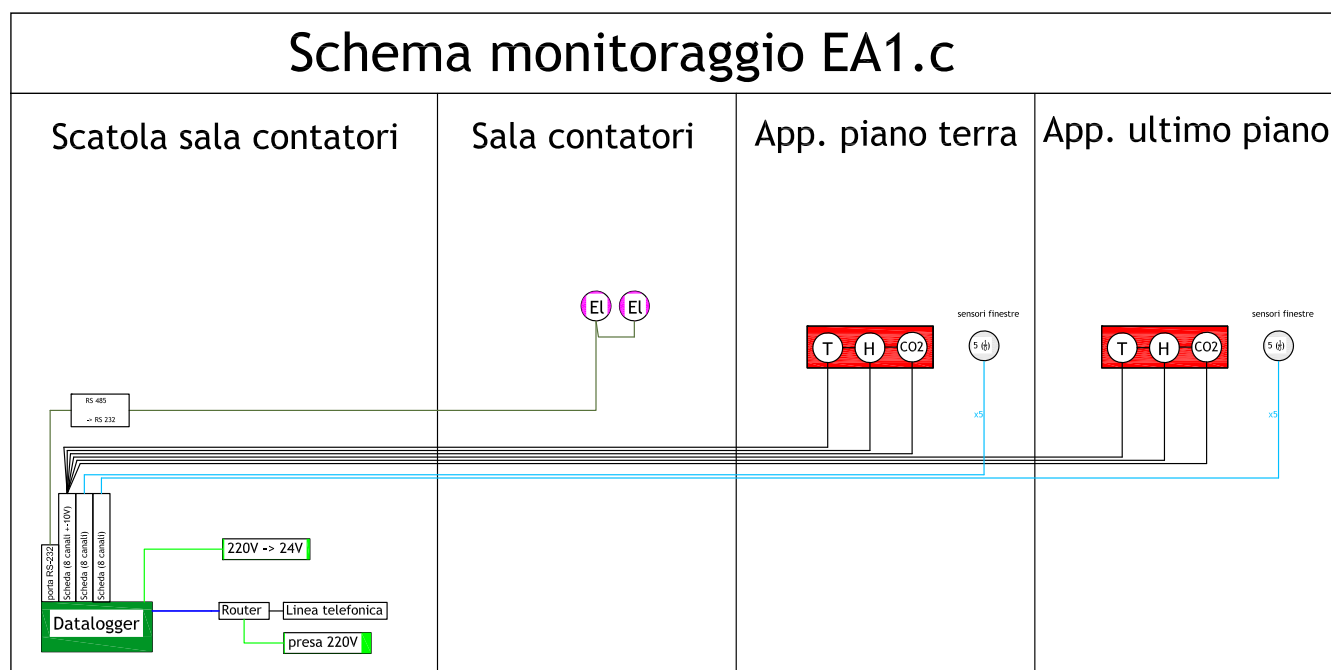 Schema monitoraggio EA1.c
Scatola sala contatori
Sala contatori
App. piano terra
App. ultimo piano
El
El
sensori finestre
sensori finestre
T
H
CO2
5
T
H
CO2
5
RS 485
-> RS 232
x5
x5
porta RS-232
Scheda (8 canali +-10V)
Scheda (8 canali)
Scheda (8 canali)
220V -> 24V
Router
Linea telefonica
Datalogger
presa 220V